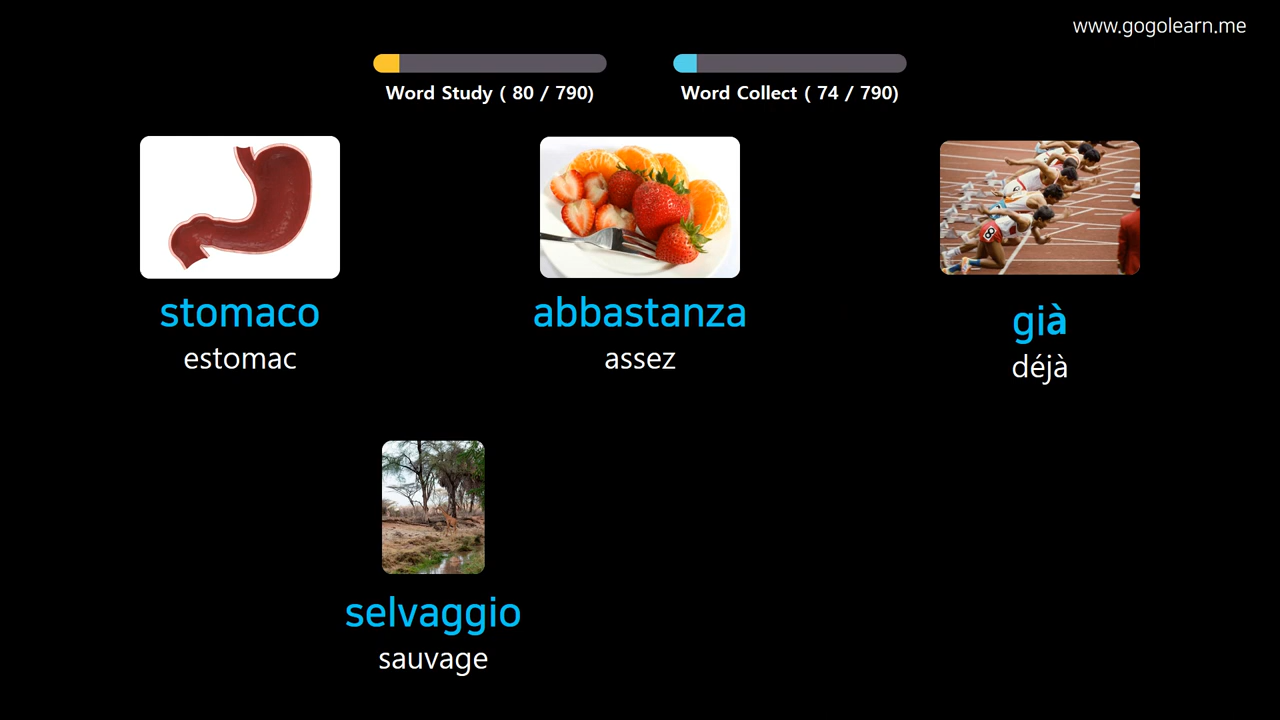 www.gogolearn.me
Word Study ( 80 / 790)
Word Collect ( 74 / 790)
stomaco
estomac
abbastanza
assez
già
déjà
selvaggio
sauvage